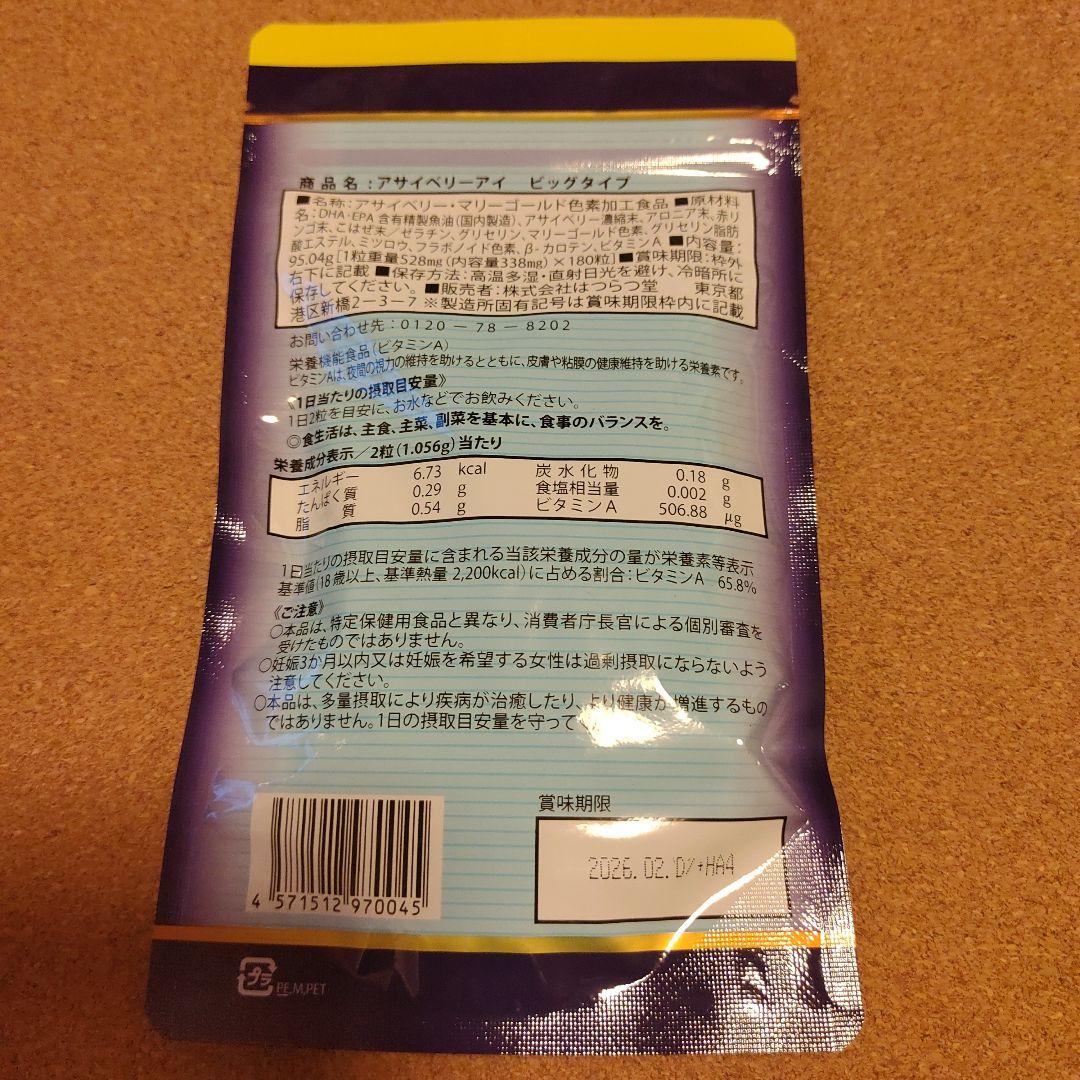 商品名：アサイベリーアイ　ビッグタイプ
■名称：アサイベリー・マリーゴールド色素加工食品 ■原材料
名：DHA・EPA 含有精製魚油（国内製造）、アサイベリー濃縮末、アロニア末、赤リ
ンゴ末、こはぜ末／ゼラチン、グリセリン、マリーゴールド色素、グリセリン脂肪
酸エステル、ミツロウ、フラボノイド色素、β-カロテン、ビタミンA ■内容量：
95.04g [1粒重量528mg（内容量338mg）×180粒] ■賞味期限：枠外
右下に記載 ■保存方法：高温多湿・直射日光を避け、冷暗所に
保存してください。■販売者：株式会社はつらつ堂　東京都
港区新橋2－3－7 ※製造所固有記号は賞味期限枠内に記載
お問い合わせ先：0120 － 78 － 8202
栄養機能食品（ビタミンA）
ビタミンAは、夜間の視力の維持を助けるとともに、皮膚や粘膜の健康維持を助ける栄養素です。
《1日当たりの摂取目安量》
1日2粒を目安に、お水などでお飲みください。
◎食生活は、主食、主菜、副菜を基本に、食事のバランスを。
栄養成分表示／2粒（1.056g）当たり
エネルギー 6.73 kcal 炭水化物 0.18 g
たんぱく質 0.29 g 食塩相当量 0.002 g
脂質 0.54 g ビタミンA 506.88 μg
1日当たりの摂取目安量に含まれる当該栄養成分の量が栄養素等表示
基準値（18歳以上、基準熱量 2,200kcal）に占める割合：ビタミンA 65.8%
《ご注意》
○本品は、特定保健用食品と異なり、消費者庁長官による個別審査を
受けたものではありません。
○妊娠3か月以内又は妊娠を希望する女性は過剰摂取にならないよう
注意してください。
○本品は、多量摂取により疾病が治癒したり、より健康が増進するもの
ではありません。1日の摂取目安量を守って
賞味期限
2026.02.D/+HA4
4 571512 970045
プラ PE,M,PET